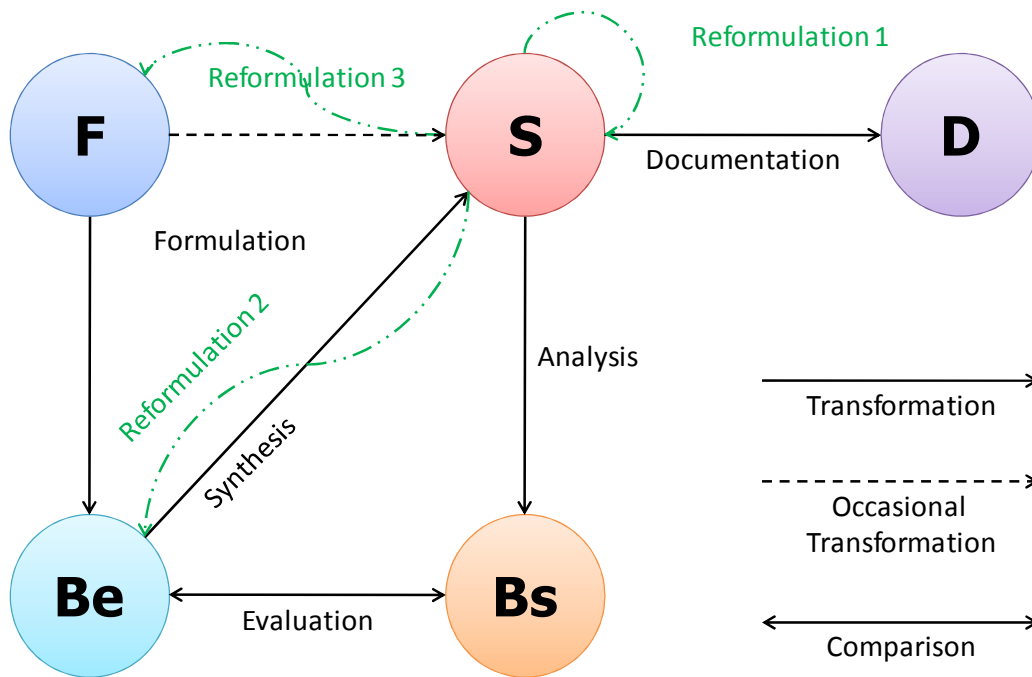 Reformulation 1
Reformulation 3
F
S
D
Documentation
Formulation
Reformulation 2
Analysis
Synthesis
Transformation
Occasional
Transformation
Be
Bs
Evaluation
Comparison